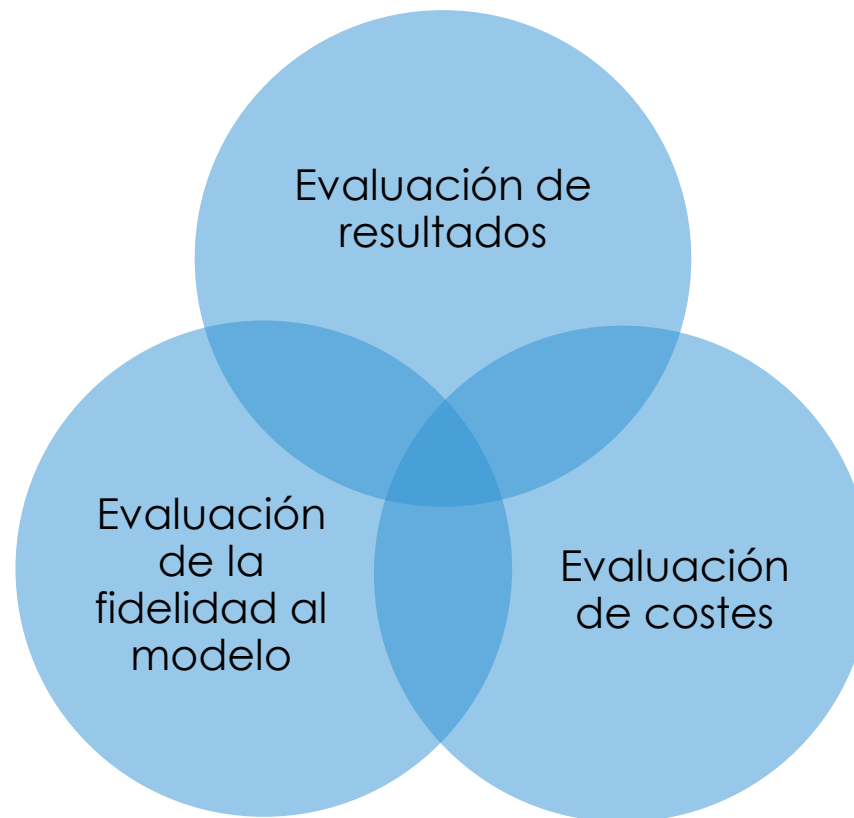 Evaluación de
resultados
Evaluación
de la
fidelidad al
modelo
Evaluación
de costes